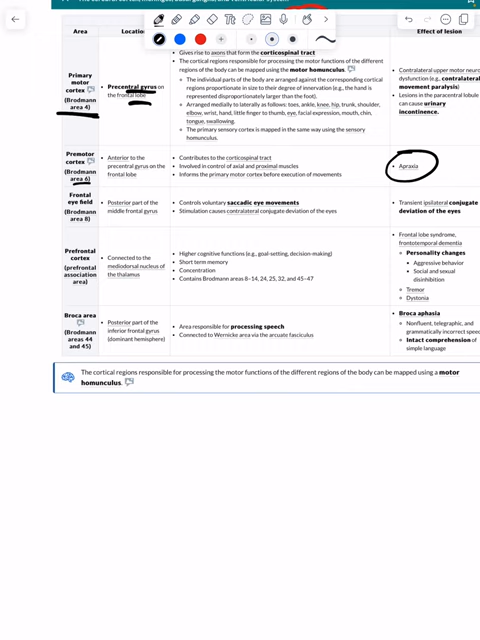 Area
Location
Effect of lesion
Primary
motor
cortex
(Brodmann
area 4)
Precentral gyrus on
the frontal lobe
Gives rise to axons that form the corticospinal tract
The cortical regions responsible for processing the motor functions of the different
regions of the body can be mapped using the motor homunculus.
The individual parts of the body are arranged against the corresponding cortical
regions proportionate in size to their degree of innervation (e.g., the hand is
represented disproportionately larger than the foot).
Arranged medially to laterally as follows: toes, ankle, knee, hip, trunk, shoulder,
elbow, wrist, hand, little finger to thumb, eye, facial expression, mouth, chin,
tongue, swallowing.
The primary sensory cortex is mapped in the same way using the sensory
homunculus.
Contralateral upper motor neuro
dysfunction (e.g., contralatera
movement paralysis)
Lesions in the paracentral lobule
can cause urinary
incontinence.
Premotor
cortex
(Brodmann
area 6)
Anterior to the
precentral gyrus on the
frontal lobe
Contributes to the corticospinal tract
Involved in control of axial and proximal muscles
Informs the primary motor cortex before execution of movements
Apraxia
Frontal
eye field
(Brodmann
area 8)
Posterior part of the
middle frontal gyrus
Controls voluntary saccadic eye movements
Stimulation causes contralateral conjugate deviation of the eyes
Transient ipsilateral conjugate
deviation of the eyes
Prefrontal
cortex
(prefrontal
association
area)
Connected to the
mediodorsal nucleus of
the thalamus
Higher cognitive functions (e.g., goal-setting, decision-making)
Short term memory
Concentration
Contains Brodmann areas 8–14, 24, 25, 32, and 45–47
Frontal lobe syndrome,
frontotemporal dementia
Personality changes
Aggressive behavior
Social and sexual
disinhibition
Tremor
Dystonia
Broca area
(Brodmann
areas 44
and 45)
Posterior part of the
inferior frontal gyrus
(dominant hemisphere)
Area responsible for processing speech
Connected to Wernicke area via the arcuate fasciculus
Broca aphasia
Nonfluent, telegraphic, and
grammatically incorrect speec
Intact comprehension of
simple language
The cortical regions responsible for processing the motor functions of the different regions of the body can be mapped using a motor
homunculus.